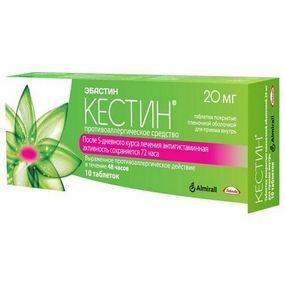 ЭБАСТИН
КЕСТИН®
20 мг
противоаллергическое средство
таблетки покрытые
пленочной оболочкой
для приема внутрь
После 5-дневного курса лечения антигистаминная
активность сохраняется 72 часа
Выраженное противоаллергическое действие
в течение 48 часов
10 таблеток
Almirall
КЕСТИН®